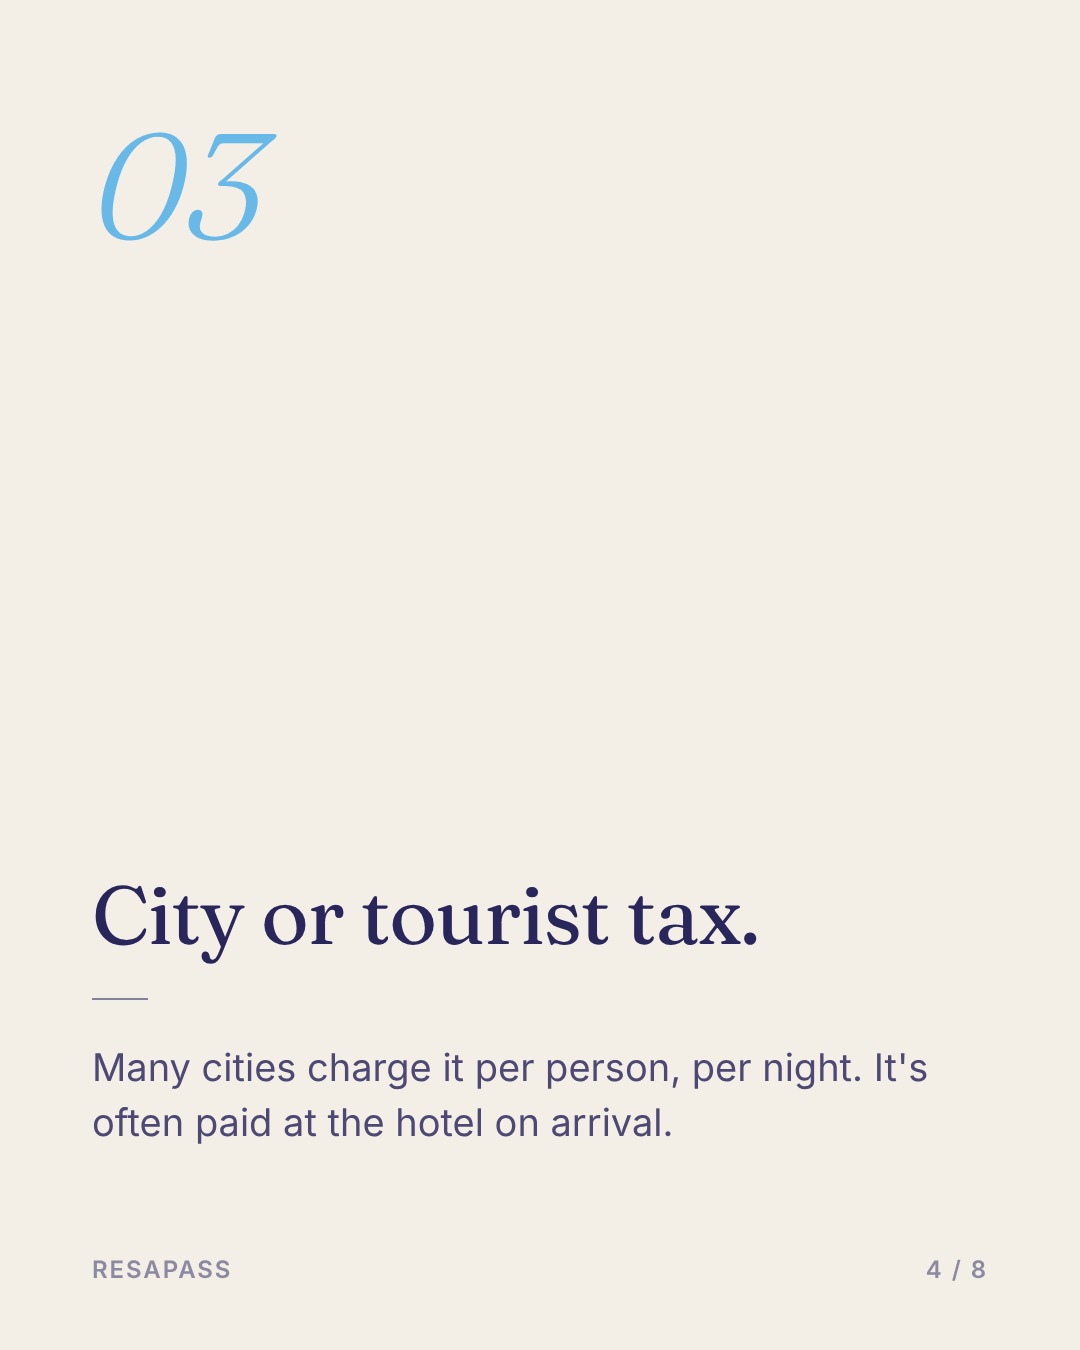 03
City or tourist tax.
Many cities charge it per person, per night. It's
often paid at the hotel on arrival.
RESAPASS
4 / 8